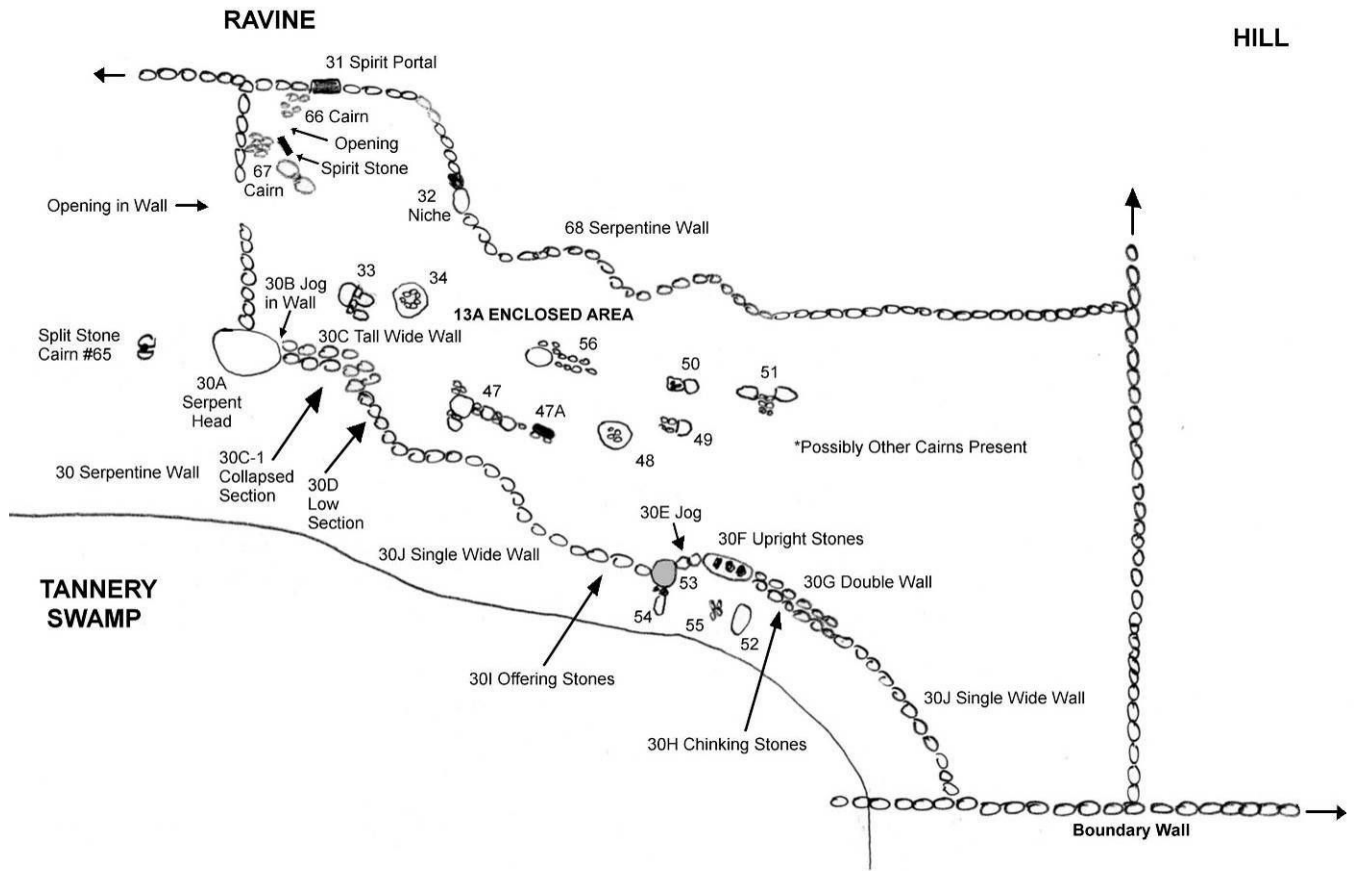 RAVINE
HILL
31 Spirit Portal
66 Cairn
Opening
Spirit Stone
67
Cairn
32
Niche
Opening in Wall
68 Serpentine Wall
30B Jog
in Wall
33
34
13A ENCLOSED AREA
30C Tall Wide Wall
Split Stone
Cairn #65
56
50
51
30A
Serpent
Head
47
47A
48
49
*Possibly Other Cairns Present
30 Serpentine Wall
30C-1
Collapsed
Section
30D
Low
Section
30E Jog
30F Upright Stones
30J Single Wide Wall
30G Double Wall
TANNERY
SWAMP
53
54
55
52
30I Offering Stones
30J Single Wide Wall
30H Chinking Stones
Boundary Wall